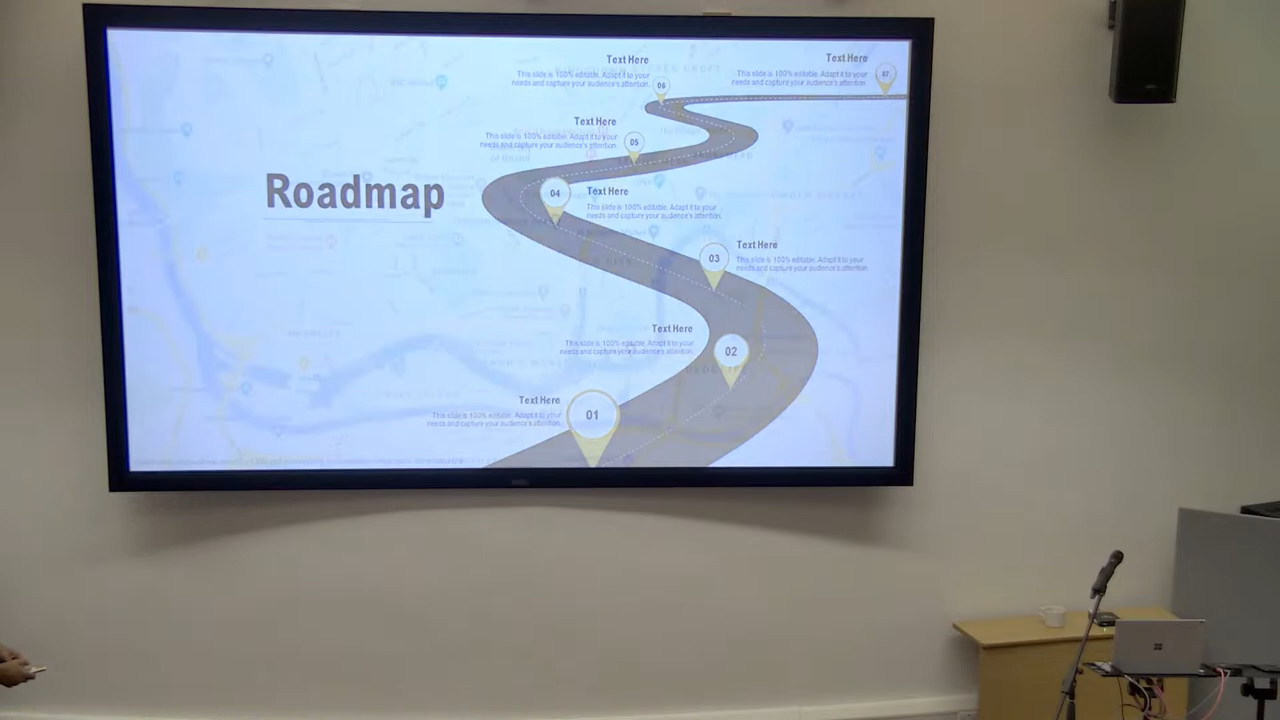 Text Here
This slide is 100% editable. Adapt it to your
needs and capture your audience's attention.
06
Text Here
This slide is 100% editable. Adapt it to your
needs and capture your audience's attention.
07
Text Here
This slide is 100% editable. Adapt it to your
needs and capture your audience's attention.
05
Roadmap
04
Text Here
This slide is 100% editable. Adapt it to your
needs and capture your audience's attention.
03
Text Here
This slide is 100% editable. Adapt it to your
needs and capture your audience's attention.
Text Here
This slide is 100% editable. Adapt it to your
needs and capture your audience's attention.
02
Text Here
This slide is 100% editable. Adapt it to your
needs and capture your audience's attention.
01